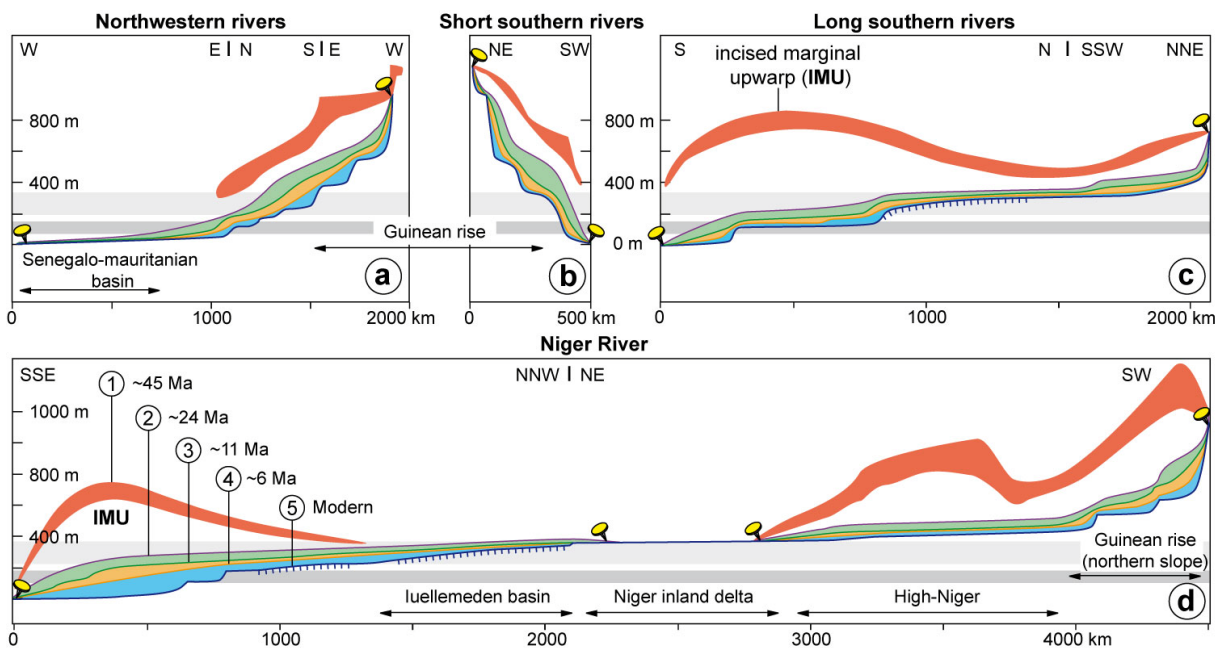 Northwestern rivers
Short southern rivers
Long southern rivers
W E I N S I E W
NE SW
S N I SSW NNE
incised marginal
upwarp (IMU)
800 m
400 m
800 m
400 m
0 m
Guinean rise
Senegalo-mauritanian
basin
a
b
c
0 1000 2000 km
0 500 km
0 1000 2000 km
Niger River
SSE NNW I NE SW
1 ~45 Ma
2 ~24 Ma
3 ~11 Ma
4 ~6 Ma
5 Modern
1000 m
800 m
400 m
IMU
Guinean rise
(northern slope)
Iuellemeden basin
Niger inland delta
High-Niger
d
0 1000 2000 3000 4000 km